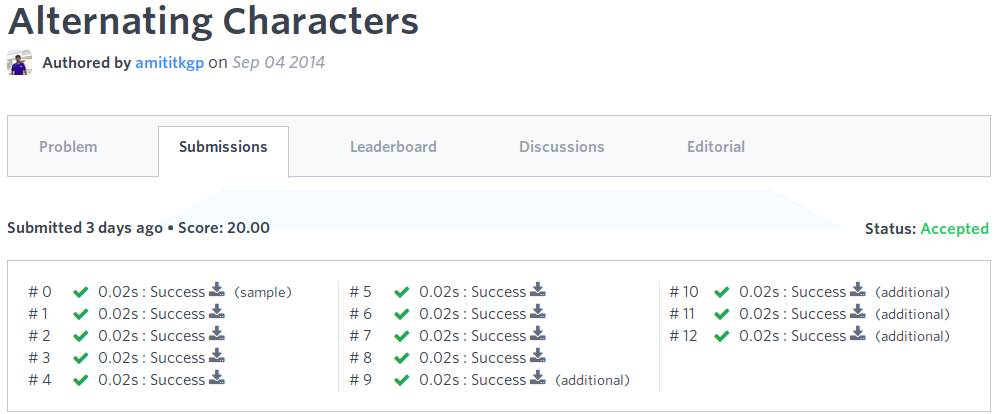 Alternating Characters
Authored by amititkgp on Sep 04 2014
Problem Submissions Leaderboard Discussions Editorial
Submitted 3 days ago • Score: 20.00 Status: Accepted
# 0 0.02s : Success (sample)
# 1 0.02s : Success
# 2 0.02s : Success
# 3 0.02s : Success
# 4 0.02s : Success
# 5 0.02s : Success
# 6 0.02s : Success
# 7 0.02s : Success
# 8 0.02s : Success
# 9 0.02s : Success (additional)
# 10 0.02s : Success (additional)
# 11 0.02s : Success (additional)
# 12 0.02s : Success (additional)